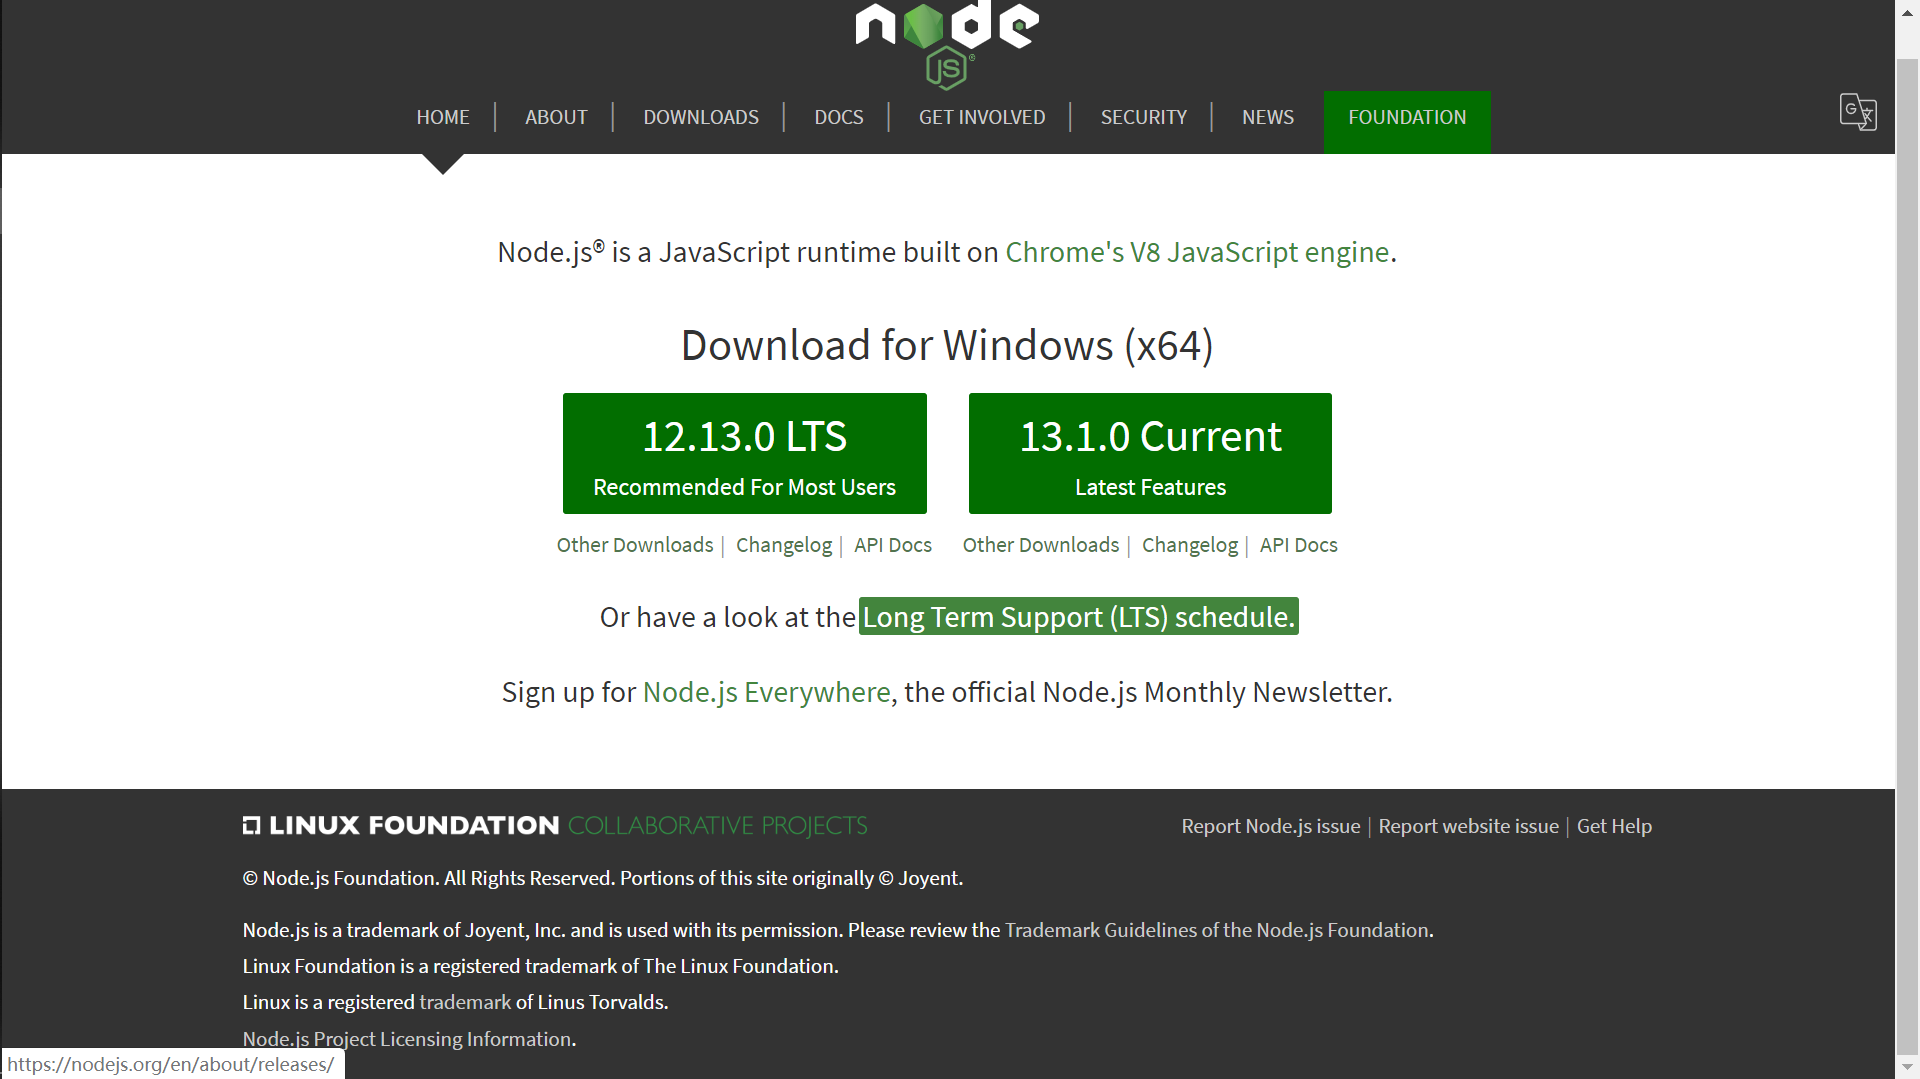 node
JS®
HOME | ABOUT | DOWNLOADS | DOCS | GET INVOLVED | SECURITY | NEWS FOUNDATION
G 文
Node.js® is a JavaScript runtime built on Chrome's V8 JavaScript engine.
Download for Windows (x64)
12.13.0 LTS
Recommended For Most Users
13.1.0 Current
Latest Features
Other Downloads | Changelog | API Docs
Other Downloads | Changelog | API Docs
Or have a look at the Long Term Support (LTS) schedule.
Sign up for Node.js Everywhere, the official Node.js Monthly Newsletter.
LINUX FOUNDATION COLLABORATIVE PROJECTS
Report Node.js issue | Report website issue | Get Help
© Node.js Foundation. All Rights Reserved. Portions of this site originally © Joyent.
Node.js is a trademark of Joyent, Inc. and is used with its permission. Please review the Trademark Guidelines of the Node.js Foundation.
Linux Foundation is a registered trademark of The Linux Foundation.
Linux is a registered trademark of Linus Torvalds.
Node.js Project Licensing Information.
https://nodejs.org/en/about/releases/